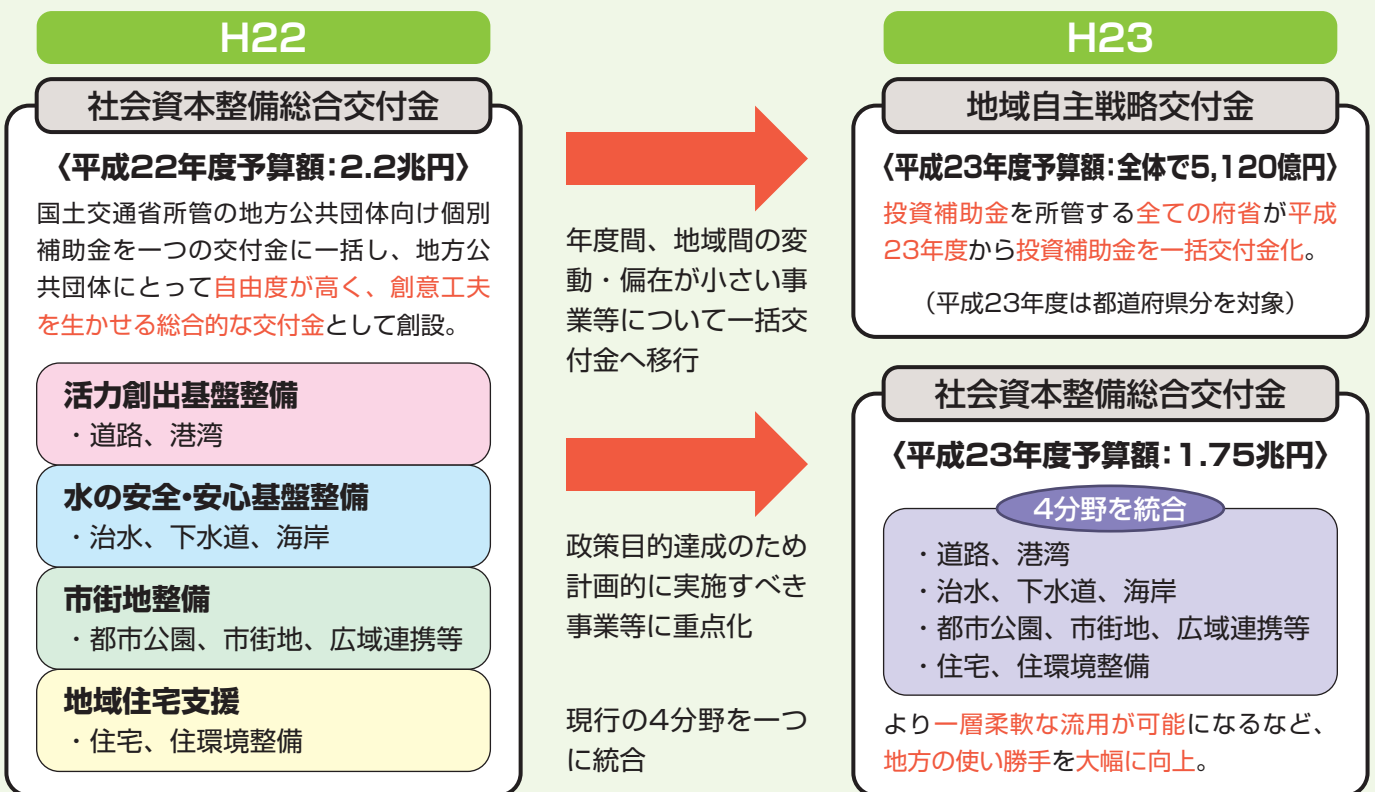 H22
社会資本整備総合交付金
〈平成22年度予算額：2.2兆円〉
国土交通省所管の地方公共団体向け個別
補助金を一つの交付金に一括し、地方公
共団体にとって自由度が高く、創意工夫
を生かせる総合的な交付金として創設。
活力創出基盤整備
・道路、港湾
水の安全・安心基盤整備
・治水、下水道、海岸
市街地整備
・都市公園、市街地、広域連携等
地域住宅支援
・住宅、住環境整備
年度間、地域間の変
動・偏在が小さい事
業等について一括交
付金へ移行
政策目的達成のため
計画的に実施すべき
事業等に重点化
現行の4分野を一つ
に統合
H23
地域自主戦略交付金
〈平成23年度予算額：全体で5,120億円〉
投資補助金を所管する全ての府省が平成
23年度から投資補助金を一括交付金化。
（平成23年度は都道府県分を対象）
社会資本整備総合交付金
〈平成23年度予算額：1.75兆円〉
4分野を統合
・道路、港湾
・治水、下水道、海岸
・都市公園、市街地、広域連携等
・住宅、住環境整備
より一層柔軟な流用が可能になるなど、
地方の使い勝手を大幅に向上。